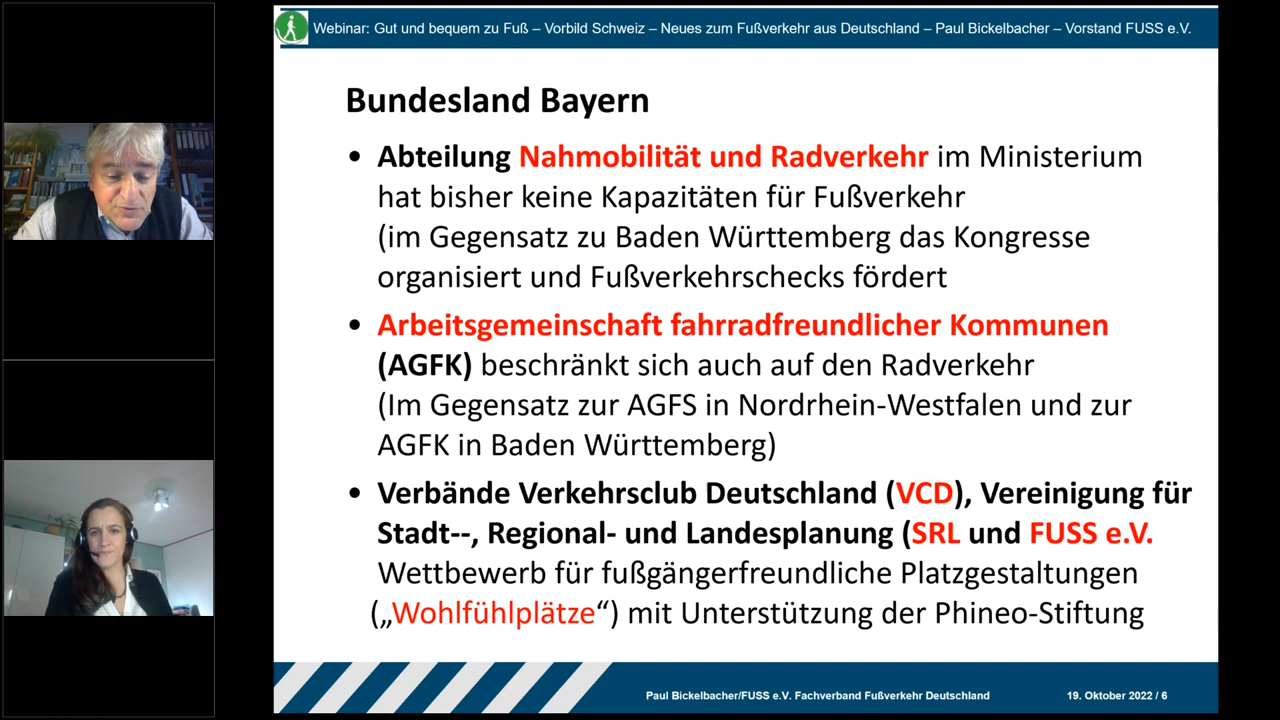 Webinar: Gut und bequem zu Fuß – Vorbild Schweiz – Neues zum Fußverkehr aus Deutschland – Paul Bickelbacher – Vorstand FUSS e.V.
Bundesland Bayern
• Abteilung Nahmobilität und Radverkehr im Ministerium
hat bisher keine Kapazitäten für Fußverkehr
(im Gegensatz zu Baden Württemberg das Kongresse
organisiert und Fußverkehrschecks fördert
• Arbeitsgemeinschaft fahrradfreundlicher Kommunen
(AGFK) beschränkt sich auch auf den Radverkehr
(Im Gegensatz zur AGFS in Nordrhein-Westfalen und zur
AGFK in Baden Württemberg)
• Verbände Verkehrsclub Deutschland (VCD), Vereinigung für
Stadt--, Regional- und Landesplanung (SRL und FUSS e.V.
Wettbewerb für fußgängerfreundliche Platzgestaltungen
(„Wohlfühlplätze“) mit Unterstützung der Phineo-Stiftung
Paul Bickelbacher/FUSS e.V. Fachverband Fußverkehr Deutschland
19. Oktober 2022 / 6